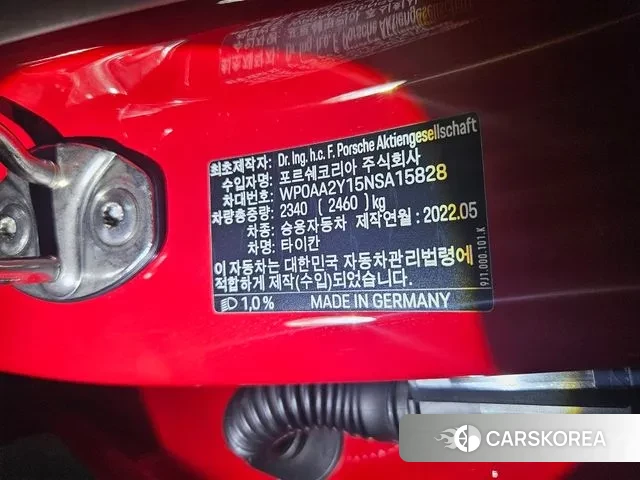 최초제작자: Dr. Ing. h.c. F. Porsche Aktiengesellschaft
수입자명: 포르쉐코리아 주식회사
차대번호: WP0AA2Y15NSA15828
차량총중량: 2340 ( 2460) kg
차종: 승용자동차 제작연월: 2022.05
차명: 타이칸
이 자동차는 대한민국 자동차관리법령에
적합하게 제작(수입)되었습니다.
1,0 % MADE IN GERMANY
9J1.000.101.K
CARSKOREA